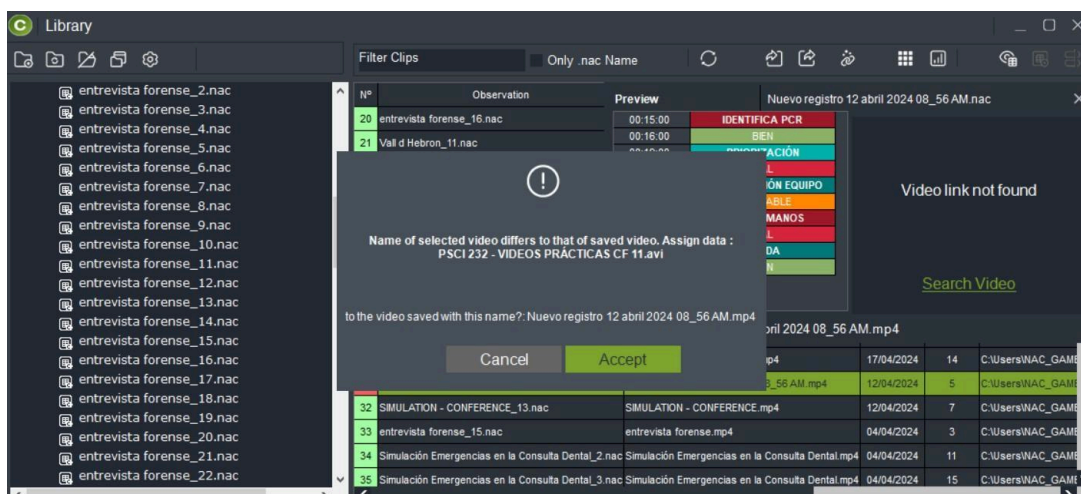 Library
Filter Clips
Only .nac Name
entrevista forense_2.nac
entrevista forense_3.nac
entrevista forense_4.nac
entrevista forense_5.nac
entrevista forense_6.nac
entrevista forense_7.nac
entrevista forense_8.nac
entrevista forense_9.nac
entrevista forense_10.nac
entrevista forense_11.nac
entrevista forense_12.nac
entrevista forense_13.nac
entrevista forense_14.nac
entrevista forense_15.nac
entrevista forense_16.nac
entrevista forense_17.nac
entrevista forense_18.nac
entrevista forense_19.nac
entrevista forense_20.nac
entrevista forense_21.nac
entrevista forense_22.nac
Nº Observation
20 entrevista forense_16.nac
21 Vall d Hebron_11.nac
Preview Nuevo registro 12 abril 2024 08_56 AM.nac
00:15:00 IDENTIFICA PCR
00:16:00 BIEN
PRIORIZACIÓN
ÓN EQUIPO
ABLE
MANOS
DA
Video link not found
Search Video
Name of selected video differs to that of saved video. Assign data :
PSCI 232 - VIDEOS PRÁCTICAS CF 11.avi
to the video saved with this name?: Nuevo registro 12 abril 2024 08_56 AM.mp4
Cancel Accept
ril 2024 08_56 AM.mp4
mp4 17/04/2024 14 C:\Users\NAC_GAME
_56 AM.mp4 12/04/2024 5 C:\Users\NAC_GAME
32 SIMULATION - CONFERENCE_13.nac SIMULATION - CONFERENCE.mp4 12/04/2024 7 C:\Users\NAC_GAME
33 entrevista forense_15.nac entrevista forense.mp4 04/04/2024 3 C:\Users\NAC_GAME
34 Simulación Emergencias en la Consulta Dental_2.nac Simulación Emergencias en la Consulta Dental.mp4 04/04/2024 11 C:\Users\NAC_GAME
35 Simulación Emergencias en la Consulta Dental_3.nac Simulación Emergencias en la Consulta Dental.mp4 04/04/2024 15 C:\Users\NAC_GAME